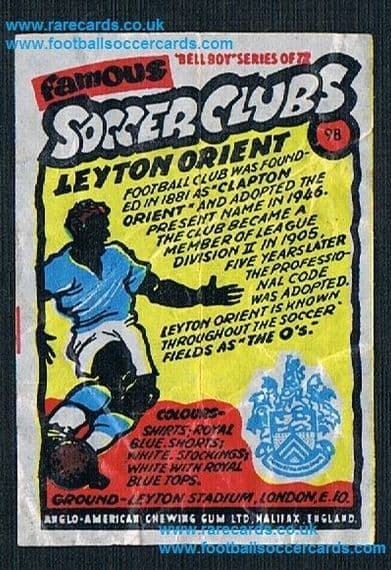 www.rarecards.co.uk
www.footballsoccercards.com
"BELL BOY" SERIES OF 72
famous
SOCCER CLUBS
98
LEYTON ORIENT
FOOTBALL CLUB WAS FOUND-
ED IN 1881 AS "CLAPTON
ORIENT" AND ADOPTED THE
PRESENT NAME IN 1946.
THE CLUB BECAME A
MEMBER OF LEAGUE
DIVISION II IN 1905.
FIVE YEARS LATER
THE PROFESSIO-
NAL CODE
WAS ADOPTED.
LEYTON ORIENT IS KNOWN
THROUGHOUT THE SOCCER
FIELDS AS "THE O's."
COLOURS-
SHIRTS; ROYAL
BLUE. SHORTS;
WHITE. STOCKINGS;
WHITE WITH ROYAL
BLUE TOPS.
GROUND-LEYTON STADIUM, LONDON, E.10.
ANGLO-AMERICAN CHEWING GUM LTD, HALIFAX, ENGLAND.
www.rarecards.co.uk
www.footballsoccercards.com